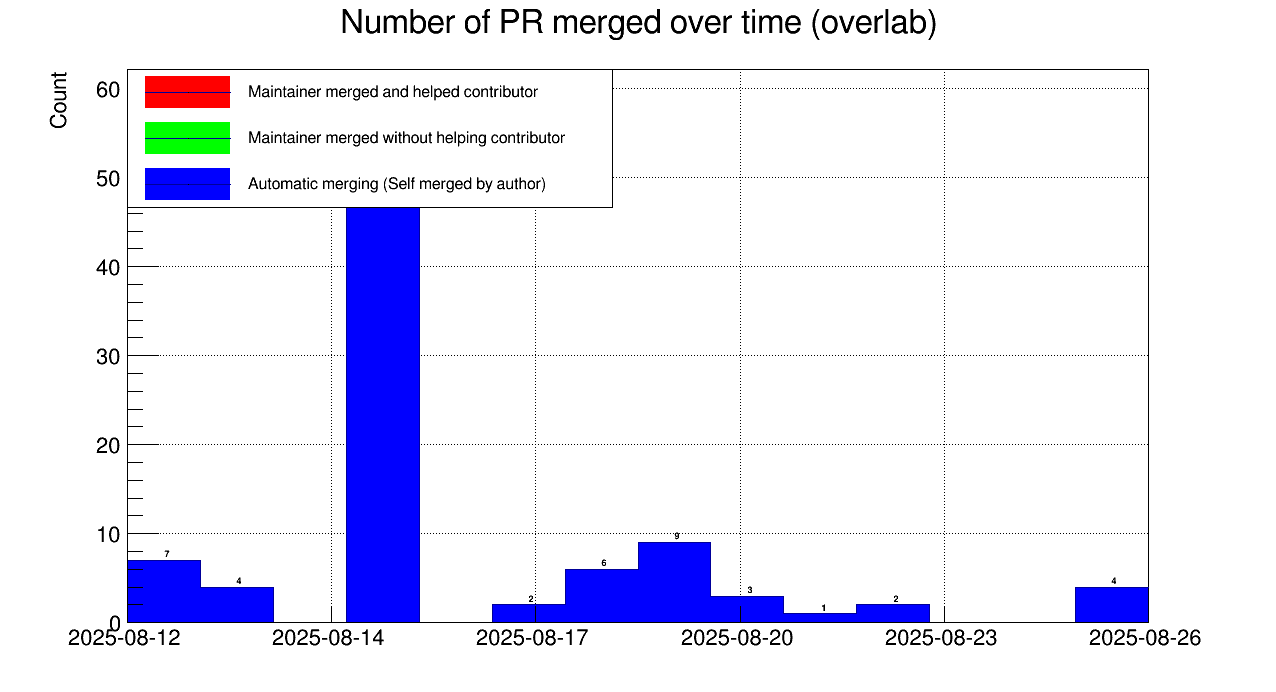 Number of PR merged over time (overlab)
Count
60
50
40
30
20
10
0
Maintainer merged and helped contributor
Maintainer merged without helping contributor
Automatic merging (Self merged by author)
7
4
2
6
9
3
1
2
4
2025-08-12 2025-08-14 2025-08-17 2025-08-20 2025-08-23 2025-08-26